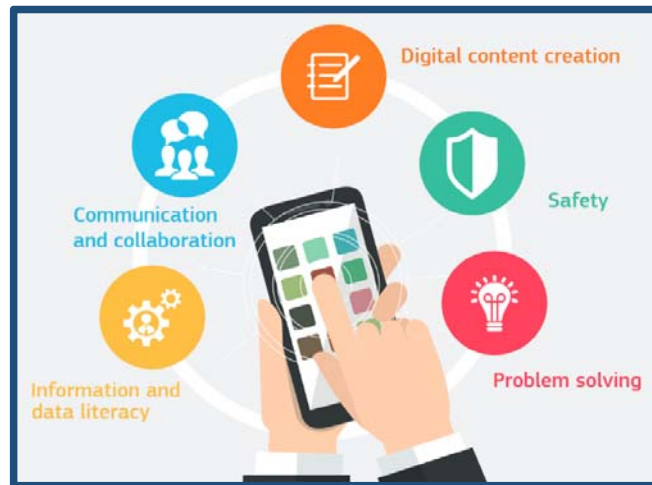 Digital content creation
Communication
and collaboration
Safety
Information and
data literacy
Problem solving